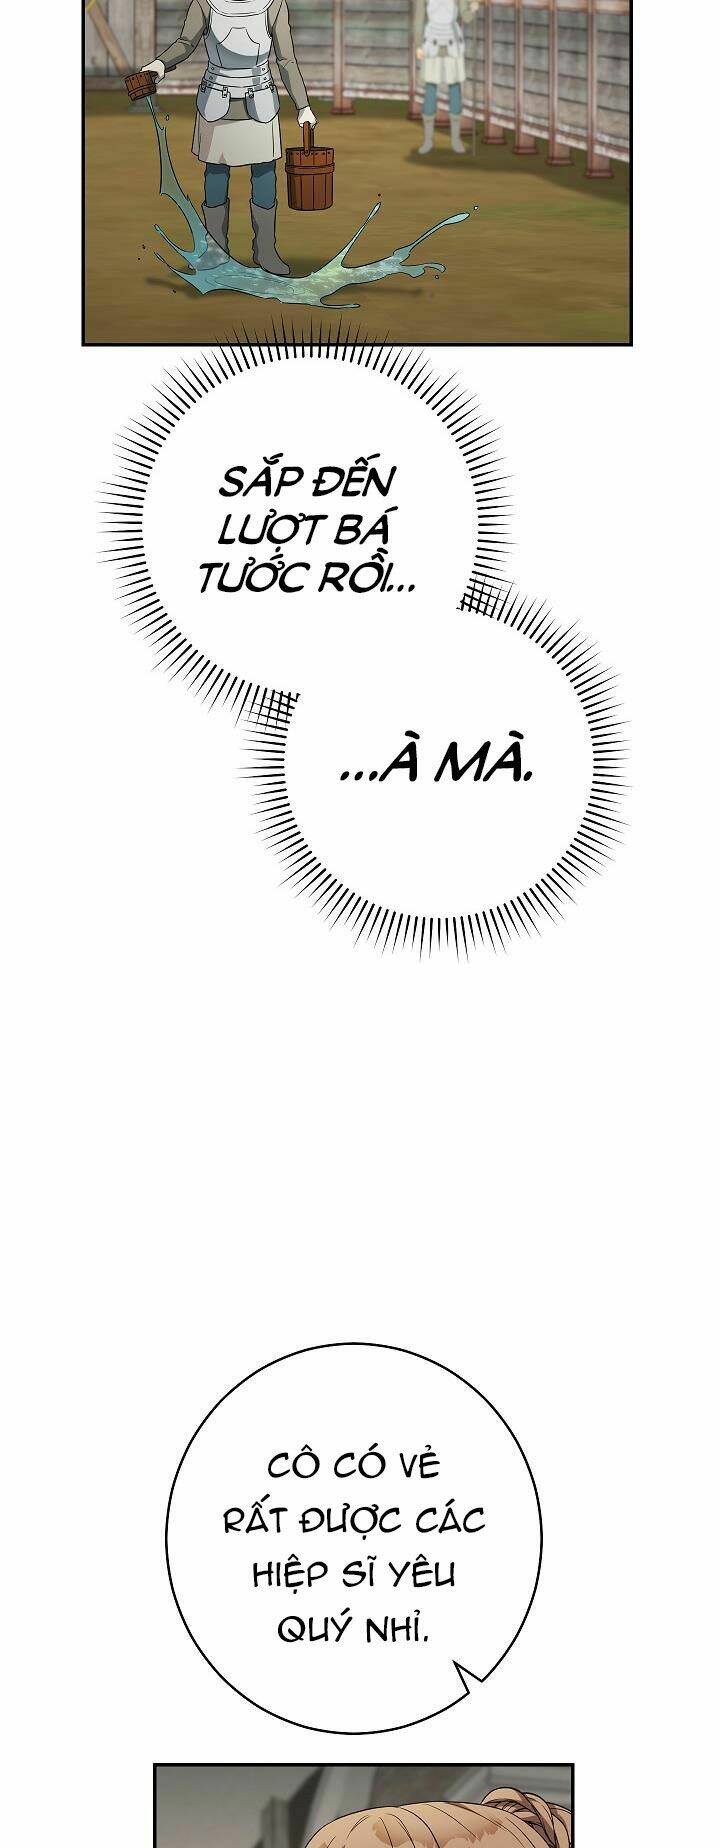 SẮP ĐẾN
LƯỢT BÁ
TƯỚC RỒI...
...À MÀ.
CÔ CÓ VẺ
RẤT ĐƯỢC CÁC
HIỆP SĨ YÊU
QUÝ NHỈ.